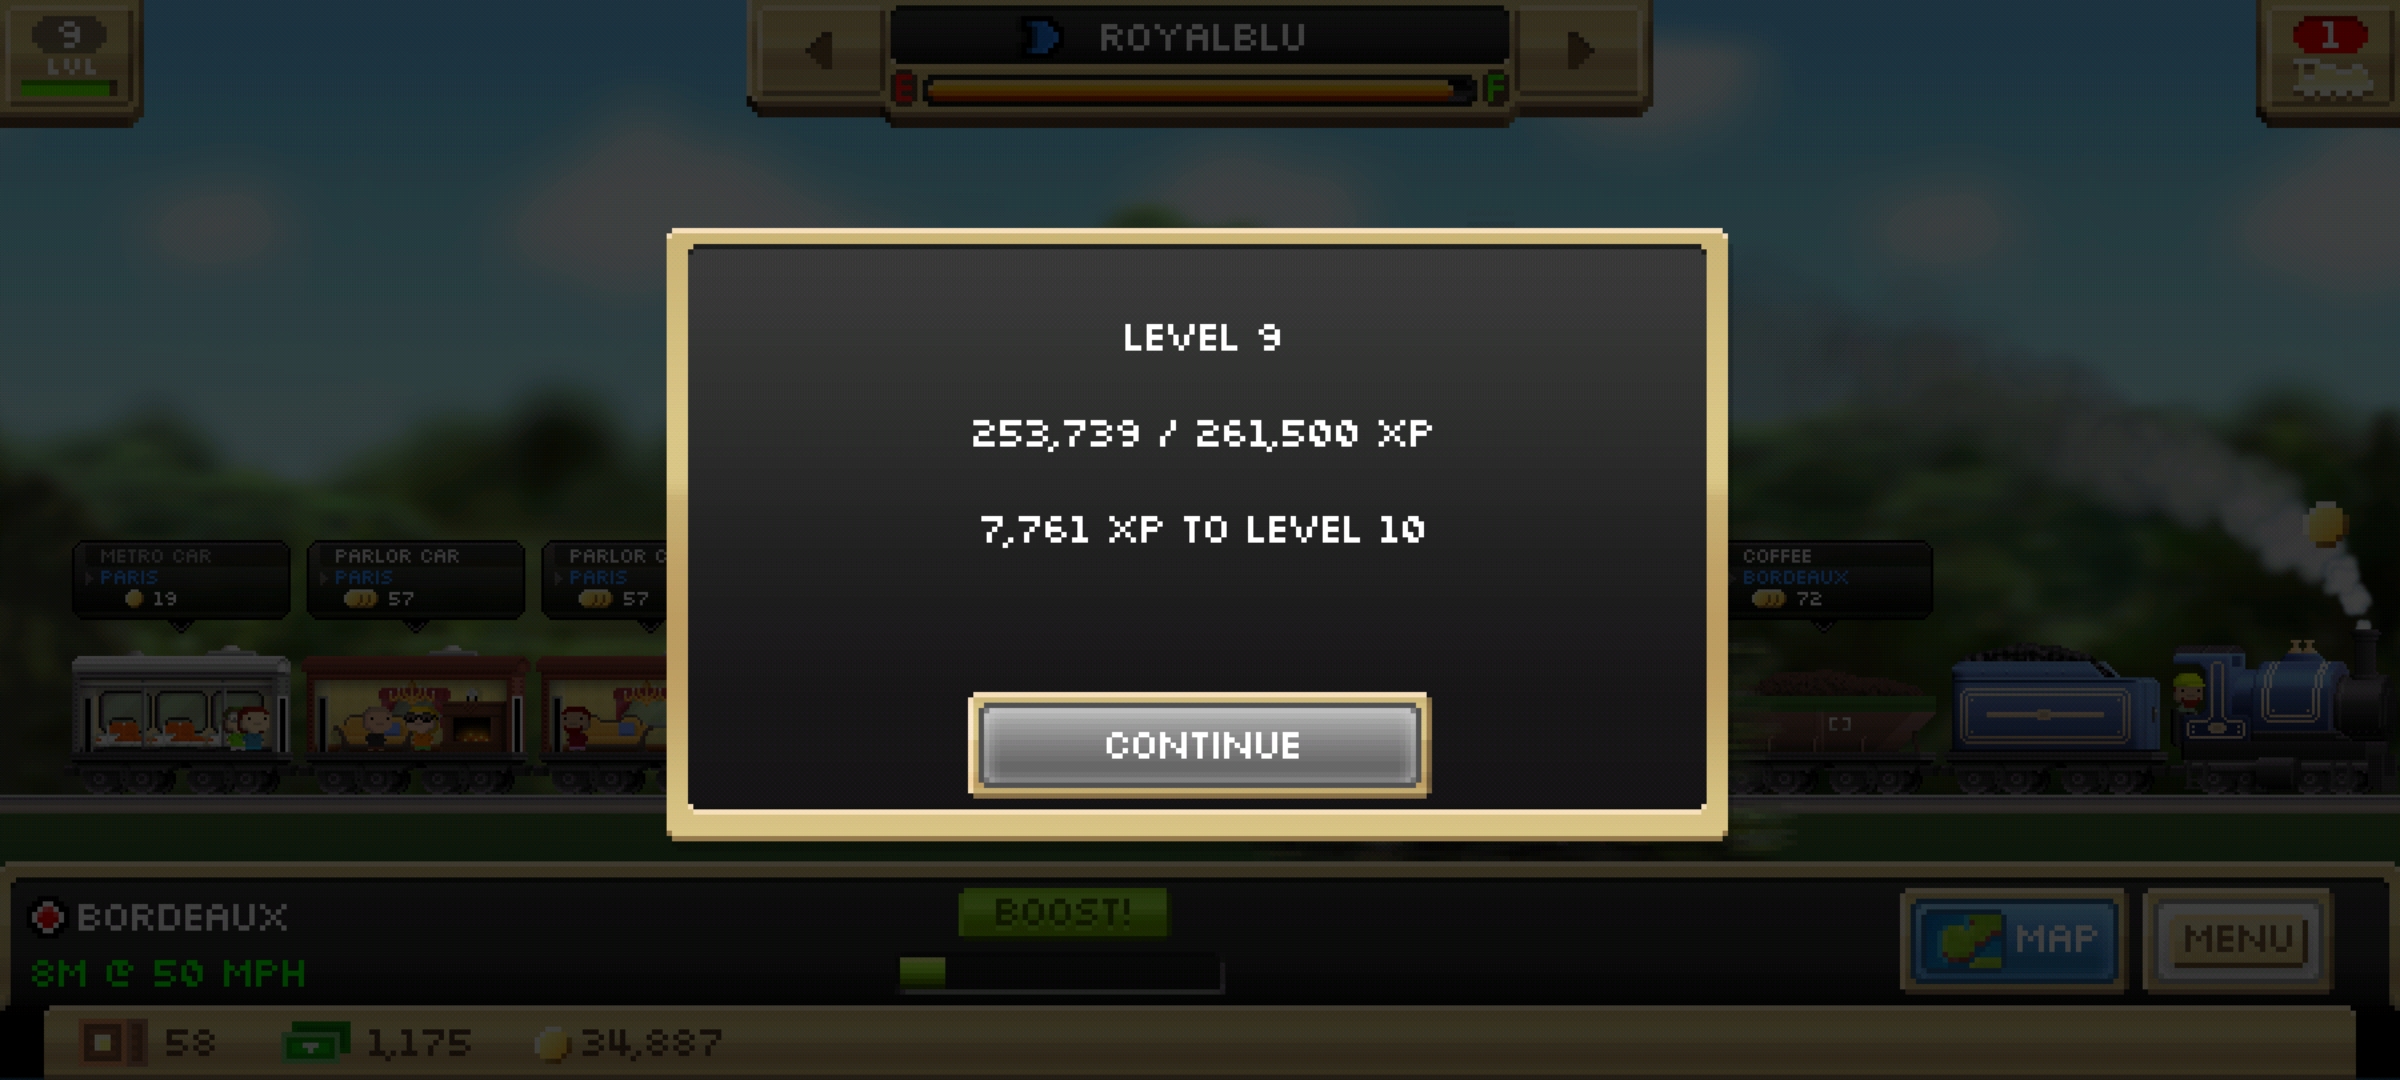 9
LVL
ROYALBLU
E
F
1
LEVEL 9
253,739 / 261,500 XP
7,761 XP TO LEVEL 10
CONTINUE
METRO CAR
PARIS
19
PARLOR CAR
PARIS
57
PARLOR C
PARIS
57
COFFEE
BORDEAUX
72
BORDEAUX
8M @ 50 MPH
BOOST!
MAP
MENU
58
1,175
34,887